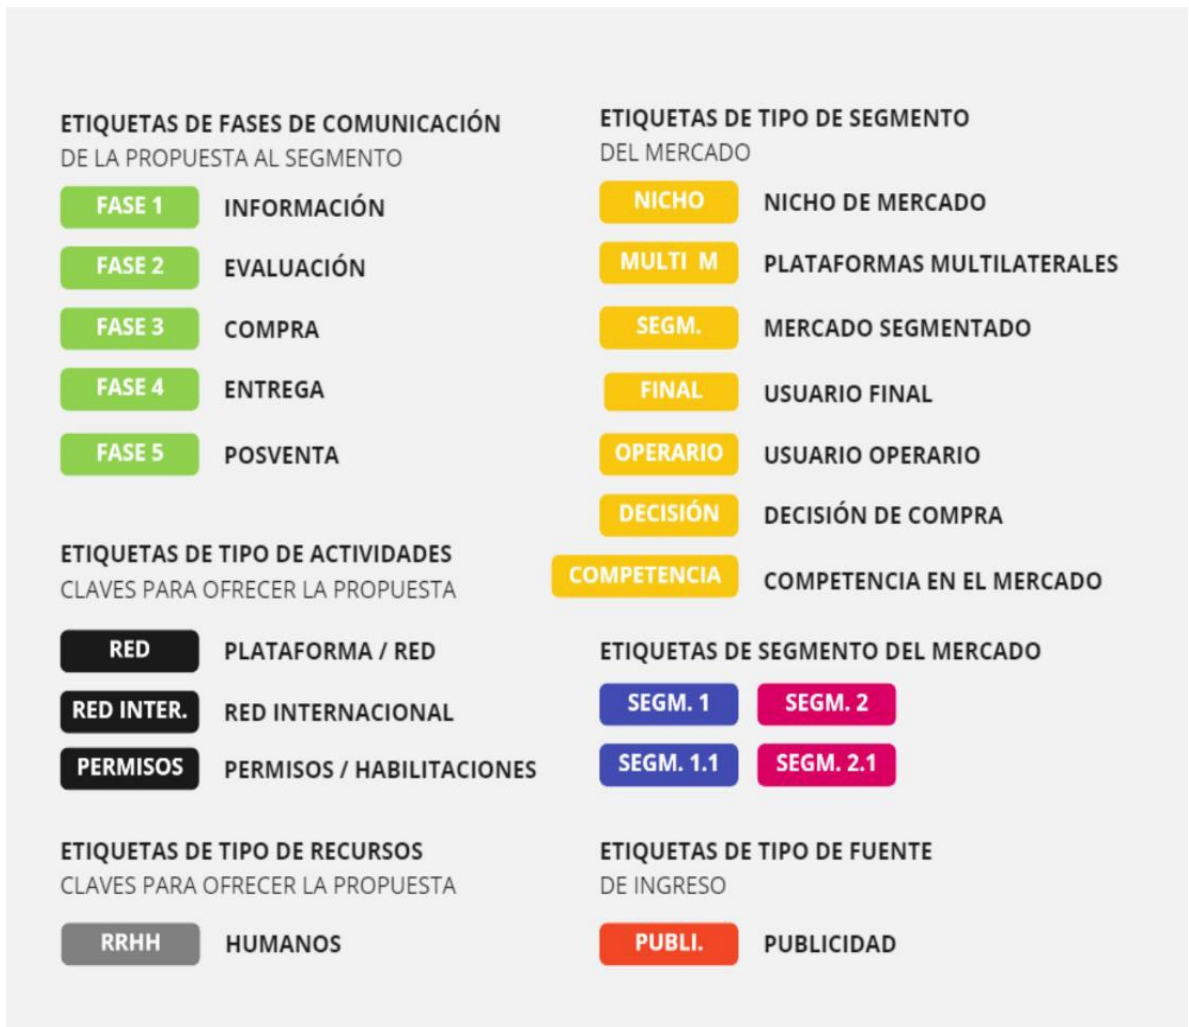 ETIQUETAS DE FASES DE COMUNICACIÓN
DE LA PROPUESTA AL SEGMENTO
FASE 1 INFORMACIÓN
FASE 2 EVALUACIÓN
FASE 3 COMPRA
FASE 4 ENTREGA
FASE 5 POSVENTA
ETIQUETAS DE TIPO DE ACTIVIDADES
CLAVES PARA OFRECER LA PROPUESTA
RED PLATAFORMA / RED
RED INTER. RED INTERNACIONAL
PERMISOS PERMISOS / HABILITACIONES
ETIQUETAS DE TIPO DE RECURSOS
CLAVES PARA OFRECER LA PROPUESTA
RRHH HUMANOS
ETIQUETAS DE TIPO DE SEGMENTO
DEL MERCADO
NICHO NICHO DE MERCADO
MULTI M PLATAFORMAS MULTILATERALES
SEGM. MERCADO SEGMENTADO
FINAL USUARIO FINAL
OPERARIO USUARIO OPERARIO
DECISIÓN DECISIÓN DE COMPRA
COMPETENCIA COMPETENCIA EN EL MERCADO
ETIQUETAS DE SEGMENTO DEL MERCADO
SEGM. 1 SEGM. 2
SEGM. 1.1 SEGM. 2.1
ETIQUETAS DE TIPO DE FUENTE
DE INGRESO
PUBLI. PUBLICIDAD